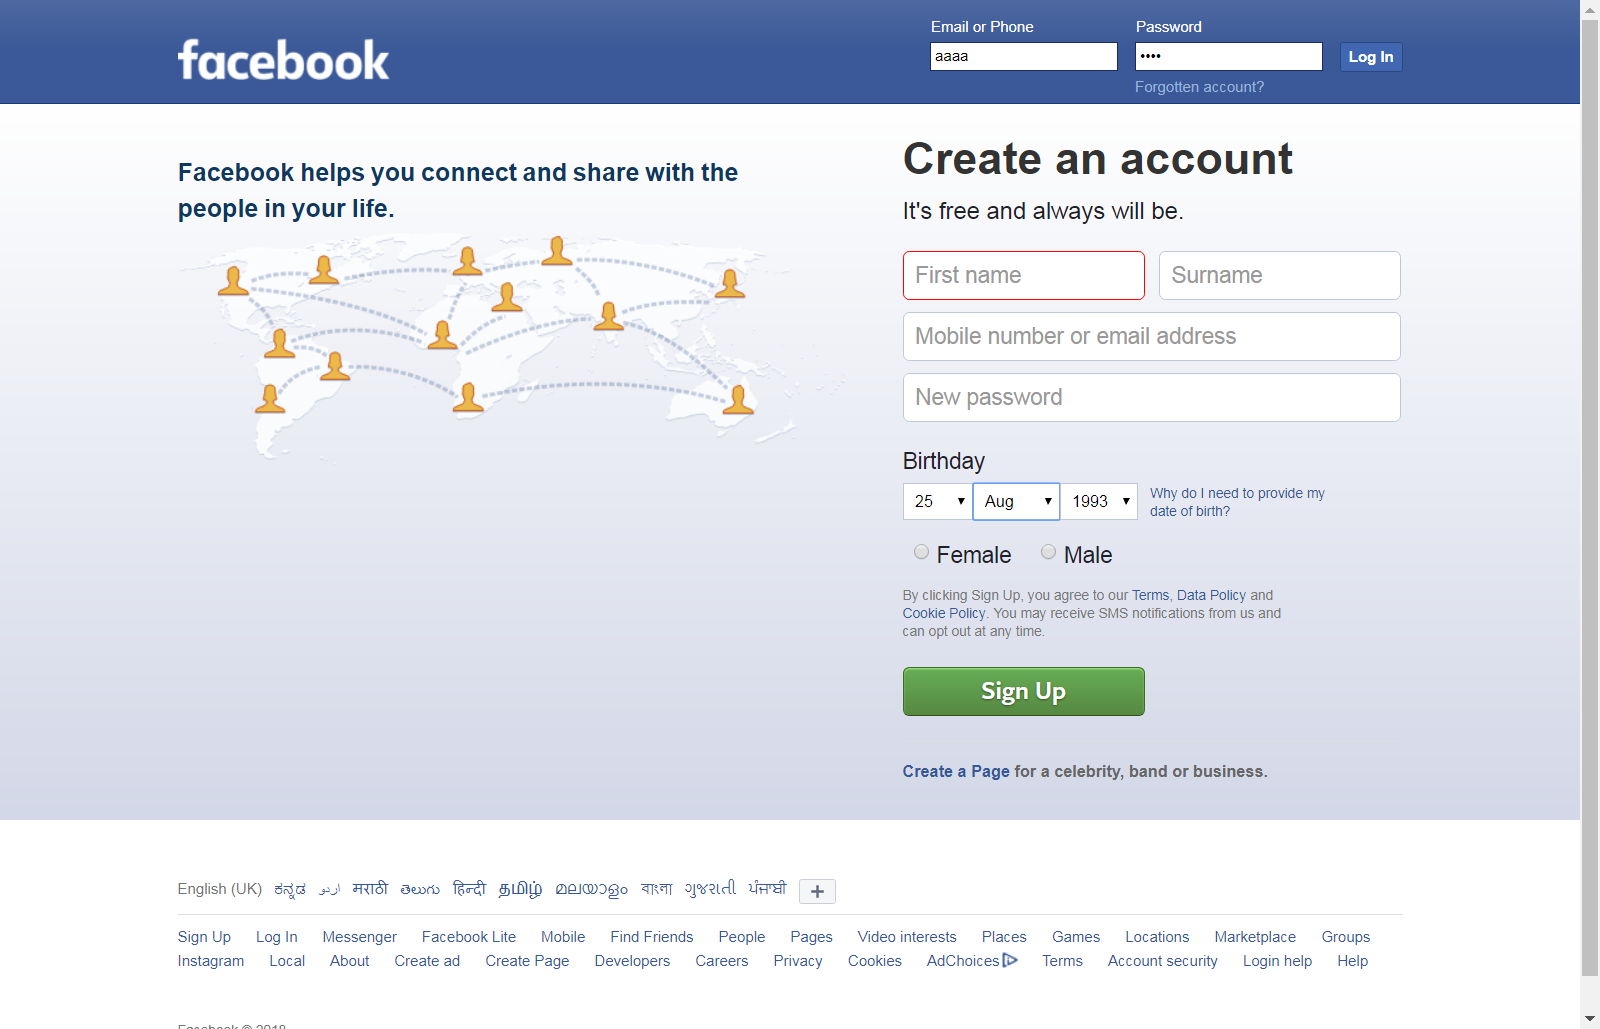 facebook
Email or Phone
Password
aaaa
••••
Log In
Forgotten account?
Facebook helps you connect and share with the
people in your life.
Create an account
It's free and always will be.
First name
Surname
Mobile number or email address
New password
Birthday
25 Aug 1993
Why do I need to provide my
date of birth?
Female Male
By clicking Sign Up, you agree to our Terms, Data Policy and
Cookie Policy. You may receive SMS notifications from us and
can opt out at any time.
Sign Up
Create a Page for a celebrity, band or business.
English (UK) ಕನ್ನಡ اردو मराठी తెలుగు हिन्दी தமிழ் മലയാളം বাংলা ગુજરાતી ਪੰਜਾਬੀ +
Sign Up Log In Messenger Facebook Lite Mobile Find Friends People Pages Video interests Places Games Locations Marketplace Groups
Instagram Local About Create ad Create Page Developers Careers Privacy Cookies AdChoices Terms Account security Login help Help
Facebook © 2018